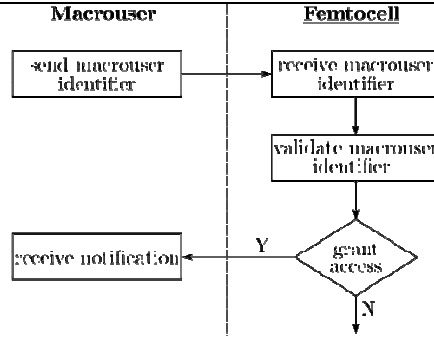 Macrouser
Femtocell
send macrouser
identifier
receive macrouser
identifier
validate macrouser
identifier
receive notification
Y
grant
access
N